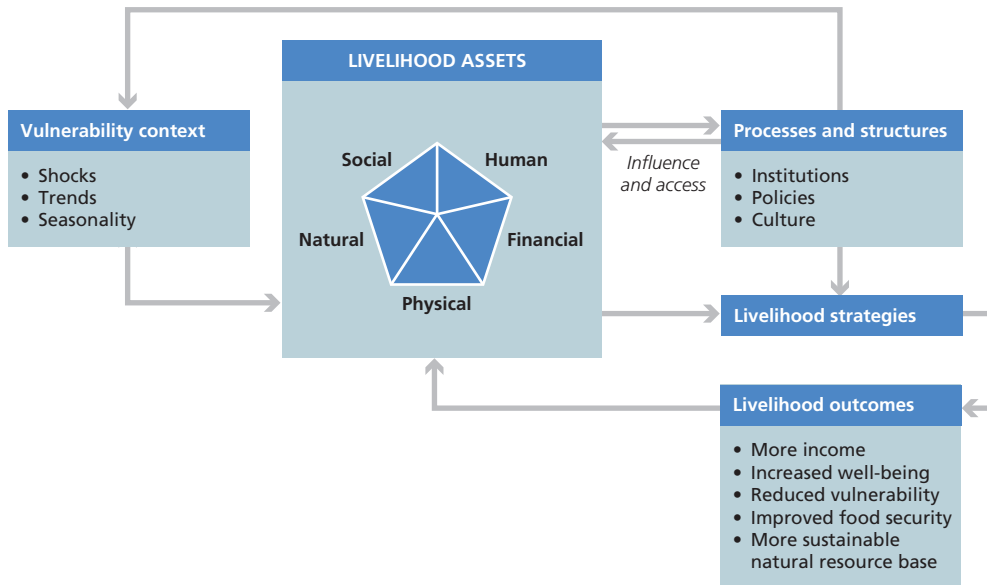 LIVELIHOOD ASSETS
Vulnerability context
• Shocks
• Trends
• Seasonality
Social
Human
Natural
Financial
Physical
Influence
and access
Processes and structures
• Institutions
• Policies
• Culture
Livelihood strategies
Livelihood outcomes
• More income
• Increased well-being
• Reduced vulnerability
• Improved food security
• More sustainable
natural resource base